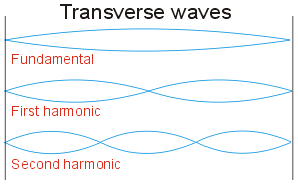 Transverse waves
Fundamental
First harmonic
Second harmonic